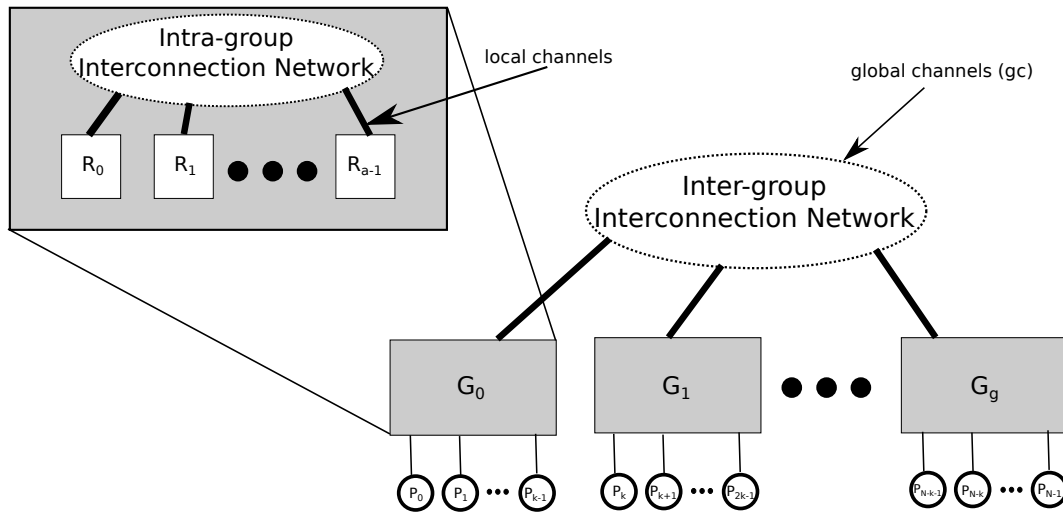 Intra-group
Interconnection Network
local channels
global channels (gc)
R0 R1 Ra-1
Inter-group
Interconnection Network
G0 G1 Gg
P0 P1 Pk-1 Pk Pk+1 P2k-1 PN-k-1 PN-k PN-1